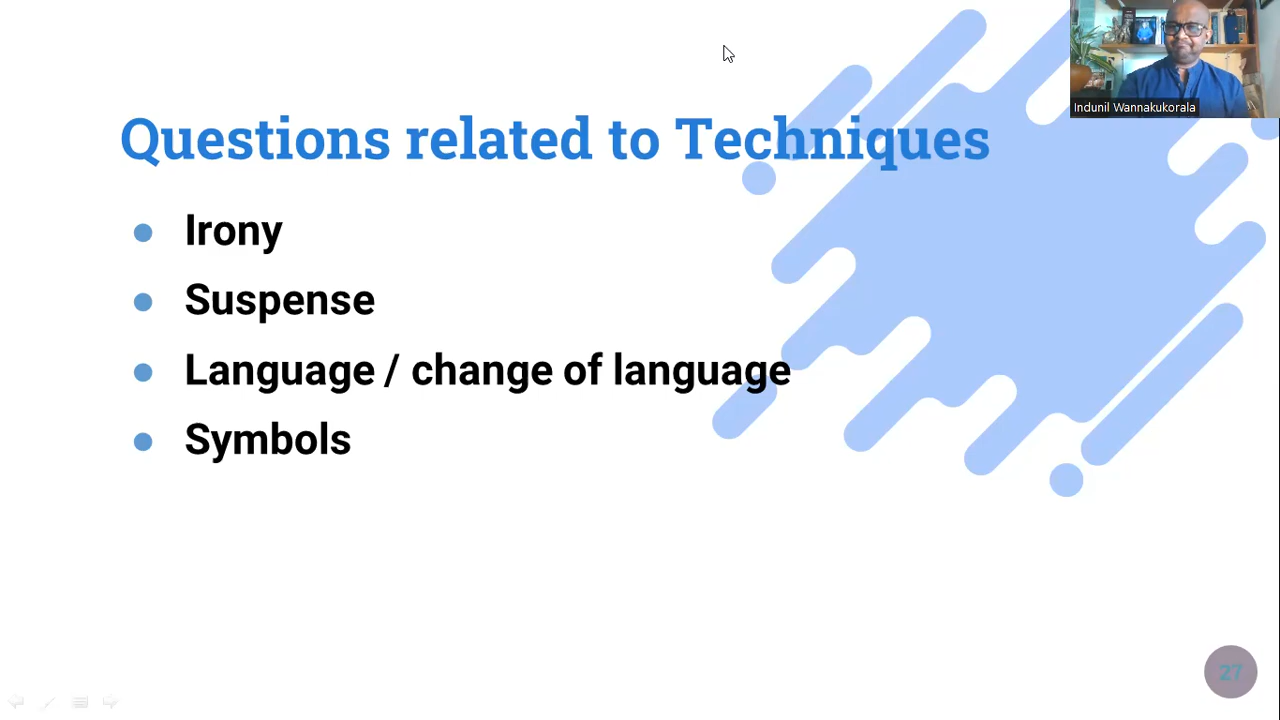 Indunil Wannakukorala
Questions related to Techniques
Irony
Suspense
Language / change of language
Symbols
27